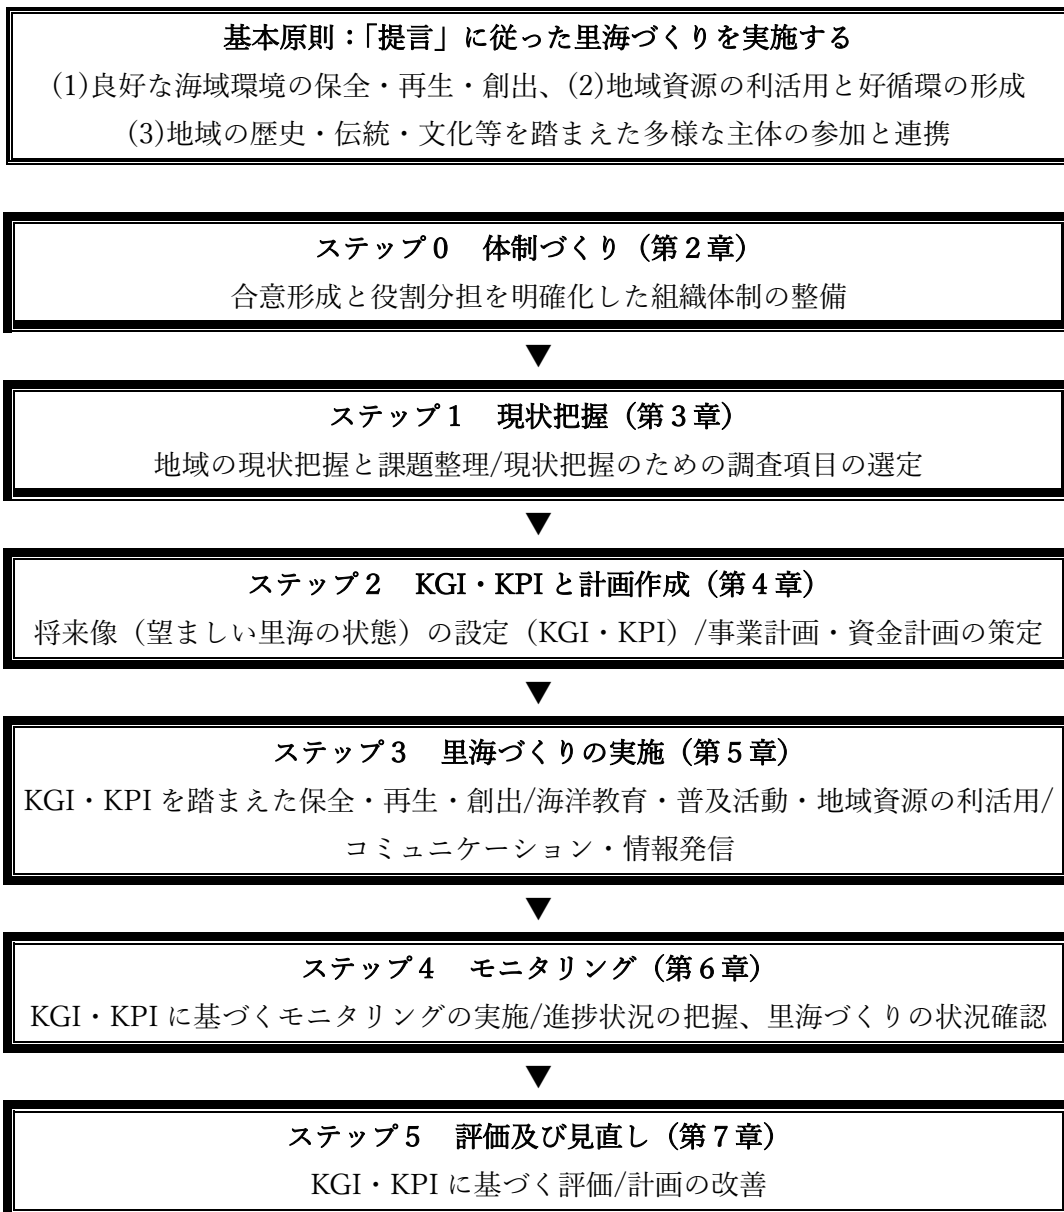 基本原則：「提言」に従った里海づくりを実施する
(1)良好な海域環境の保全・再生・創出、(2)地域資源の利活用と好循環の形成
(3)地域の歴史・伝統・文化等を踏まえた多様な主体の参加と連携
ステップ０　体制づくり（第２章）
合意形成と役割分担を明確化した組織体制の整備
▼
ステップ１　現状把握（第３章）
地域の現状把握と課題整理/現状把握のための調査項目の選定
▼
ステップ２　KGI・KPI と計画作成（第４章）
将来像（望ましい里海の状態）の設定（KGI・KPI）/事業計画・資金計画の策定
▼
ステップ３　里海づくりの実施（第５章）
KGI・KPI を踏まえた保全・再生・創出/海洋教育・普及活動・地域資源の利活用/
コミュニケーション・情報発信
▼
ステップ４　モニタリング（第６章）
KGI・KPI に基づくモニタリングの実施/進捗状況の把握、里海づくりの状況確認
▼
ステップ５　評価及び見直し（第７章）
KGI・KPI に基づく評価/計画の改善